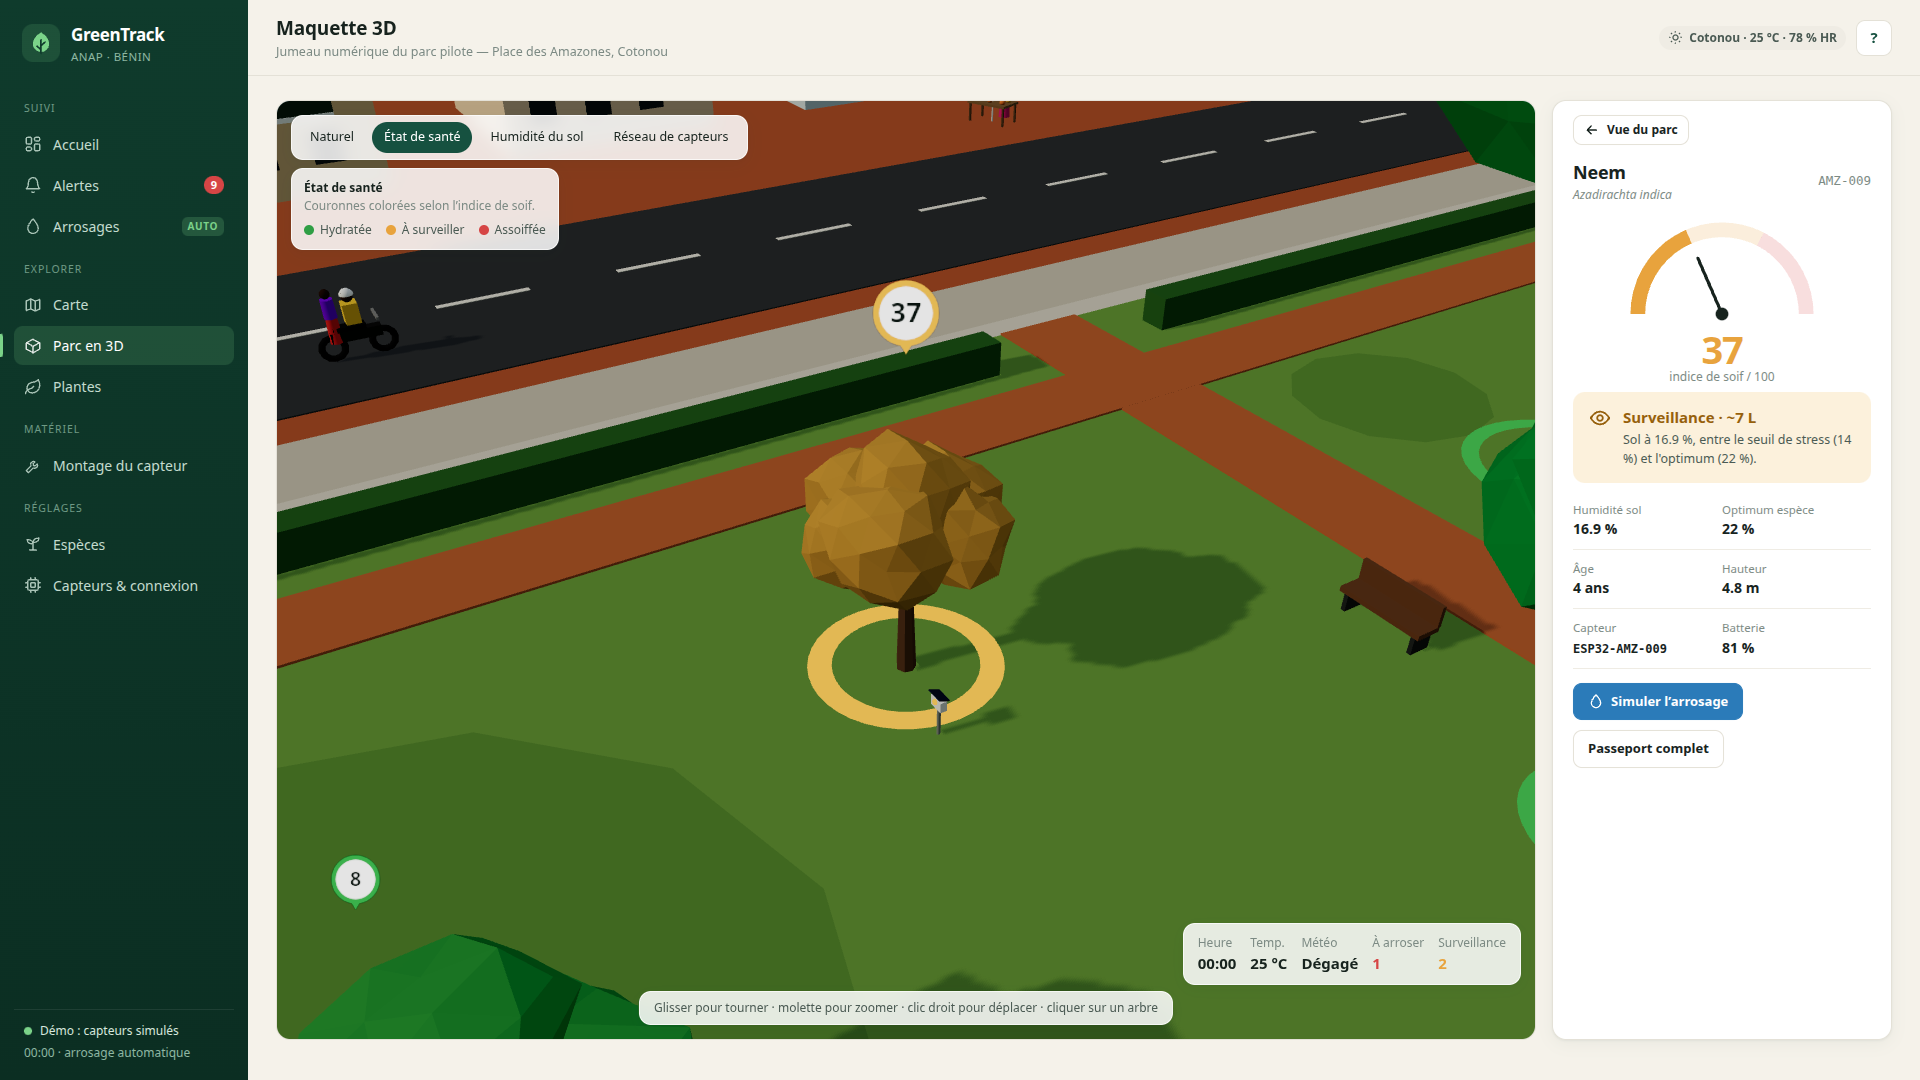 GreenTrack
ANAP · BÉNIN
SUIVI
Accueil
Alertes 9
Arrosages AUTO
EXPLORER
Carte
Parc en 3D
Plantes
MATÉRIEL
Montage du capteur
RÉGLAGES
Espèces
Capteurs & connexion
Démo : capteurs simulés
00:00 · arrosage automatique
Maquette 3D
Jumeau numérique du parc pilote — Place des Amazones, Cotonou
Cotonou · 25 °C · 78 % HR
?
Naturel État de santé Humidité du sol Réseau de capteurs
État de santé
Couronnes colorées selon l’indice de soif.
Hydratée À surveiller Assoiffée
37
8
Heure Temp. Météo À arroser Surveillance
00:00 25 °C Dégagé 1 2
Glisser pour tourner · molette pour zoomer · clic droit pour déplacer · cliquer sur un arbre
← Vue du parc
Neem
AMZ-009
Azadirachta indica
37
indice de soif / 100
Surveillance · ~7 L
Sol à 16.9 %, entre le seuil de stress (14
%) et l'optimum (22 %).
Humidité sol Optimum espèce
16.9 % 22 %
Âge Hauteur
4 ans 4.8 m
Capteur Batterie
ESP32-AMZ-009 81 %
Simuler l’arrosage
Passeport complet